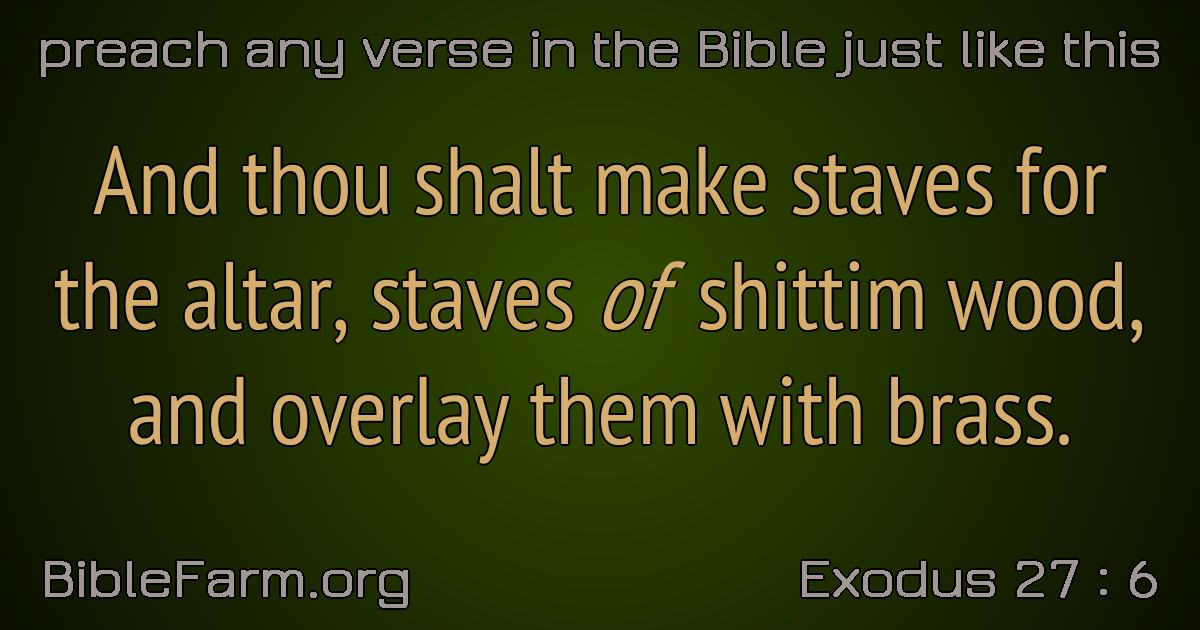 preach any verse in the Bible just like this
And thou shalt make staves for
the altar, staves of shittim wood,
and overlay them with brass.
BibleFarm.org
Exodus 27 : 6